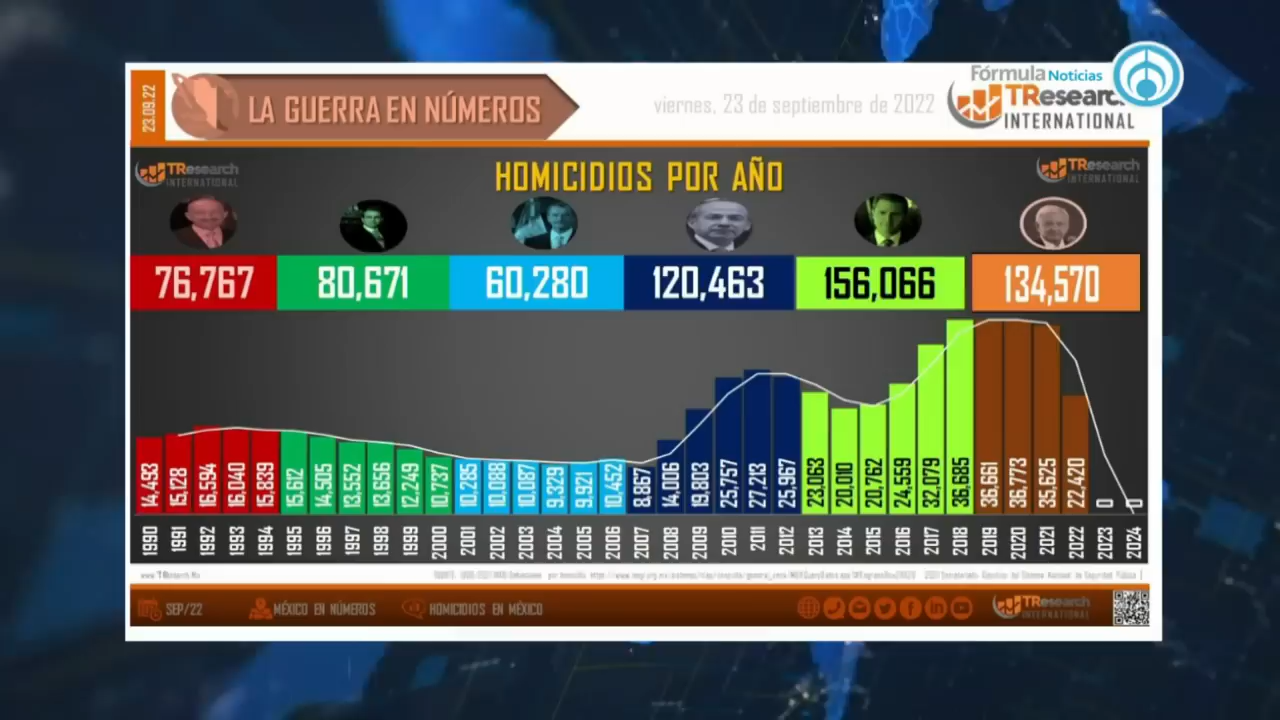 23.09.22
LA GUERRA EN NÚMEROS
viernes, 23 de septiembre de 2022
Fórmula Noticias
TResearch
INTERNATIONAL
TResearch
INTERNATIONAL
HOMICIDIOS POR AÑO
TResearch
INTERNATIONAL
76,767 80,671 60,280 120,463 156,066 134,570
14,493 15,128 16,594 16,040 15,839 15,612 14,505 13,552 13,656 12,249 10,737 10,285 10,088 10,087 9,329 9,921 10,452 8,867 14,006 19,803 25,757 27,213 25,967 23,063 20,010 20,762 24,559 32,079 36,685 36,661 36,773 35,625 22,420 0 0
1990 1991 1992 1993 1994 1995 1996 1997 1998 1999 2000 2001 2002 2003 2004 2005 2006 2007 2008 2009 2010 2011 2012 2013 2014 2015 2016 2017 2018 2019 2020 2021 2022 2023 2024
SEP/22 MÉXICO EN NÚMEROS HOMICIDIOS EN MÉXICO
TResearch
INTERNATIONAL